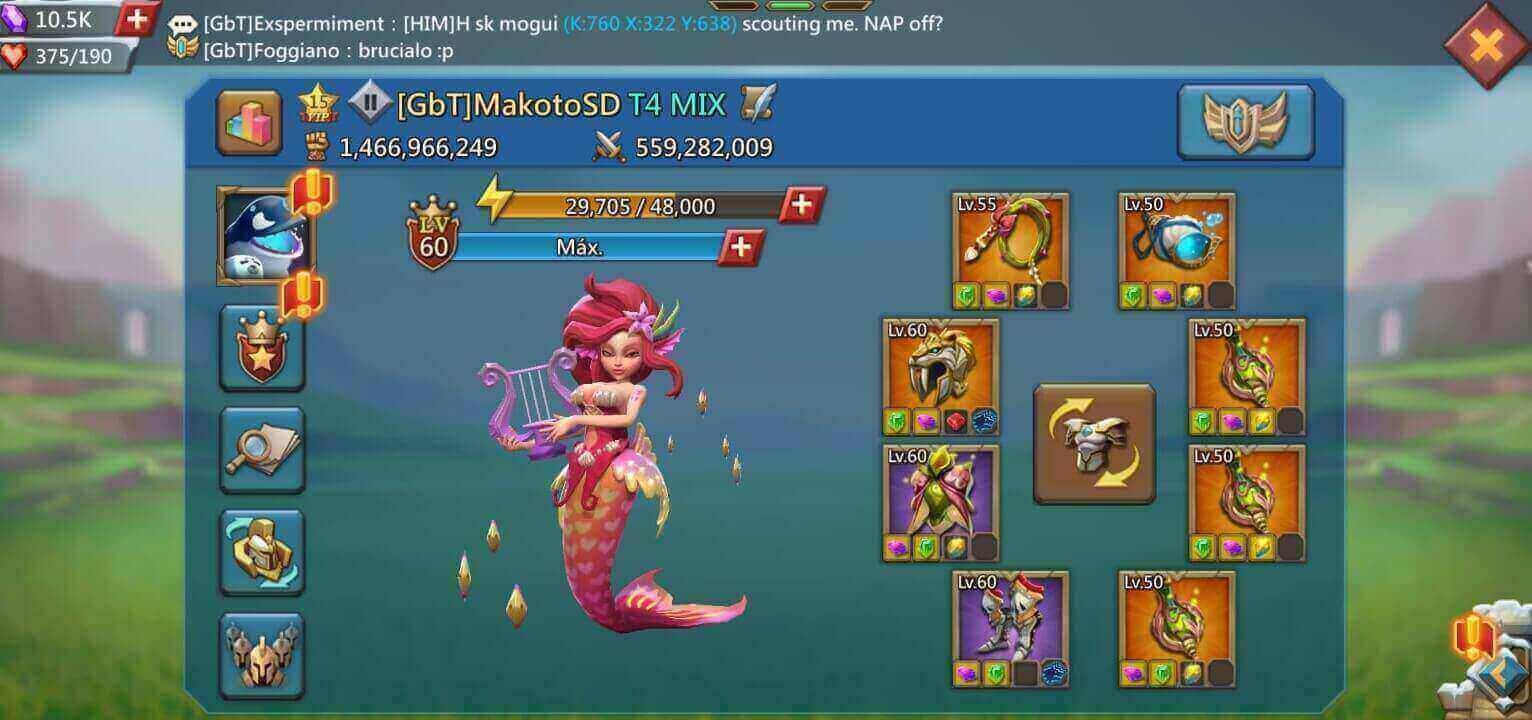 10.5K
375/190
[GbT]Exspermiment : [HIM]H sk mogui (K:760 X:322 Y:638) scouting me. NAP off?
[GbT]Foggiano : brucialo :p
15
VIP
[GbT]MakotoSD T4 MIX
1,466,966,249
559,282,009
LV
60
29,705 / 48,000
Máx.
Lv.55
Lv.50
Lv.60
Lv.50
Lv.60
Lv.50
Lv.60
Lv.50